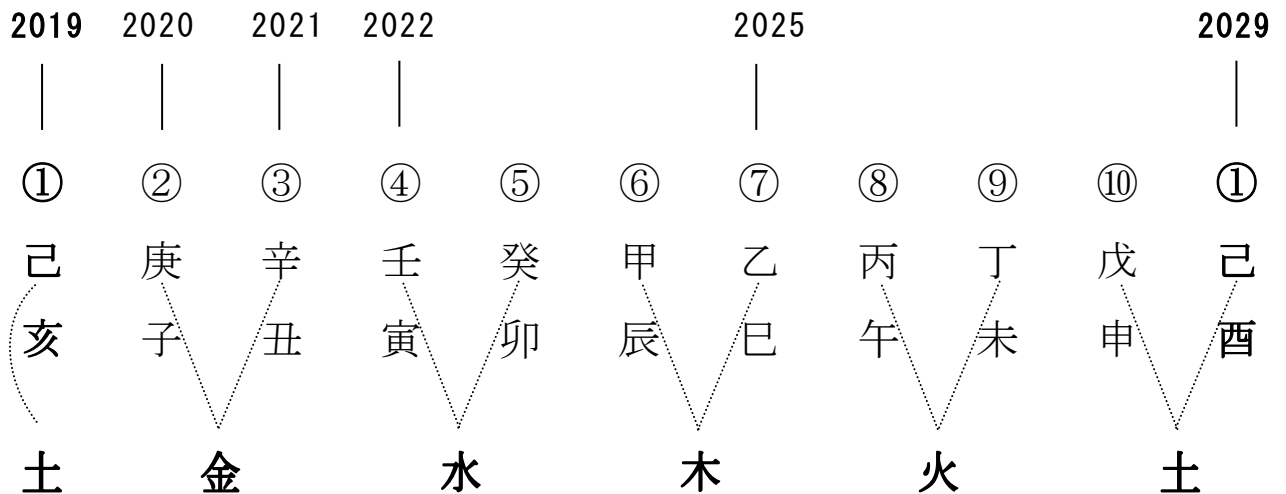 2019 2020 2021 2022 2025 2029
① ② ③ ④ ⑤ ⑥ ⑦ ⑧ ⑨ ⑩ ①
己 庚 辛 壬 癸 甲 乙 丙 丁 戊 己
亥 子 丑 寅 卯 辰 巳 午 未 申 酉
土 金 水 木 火 土